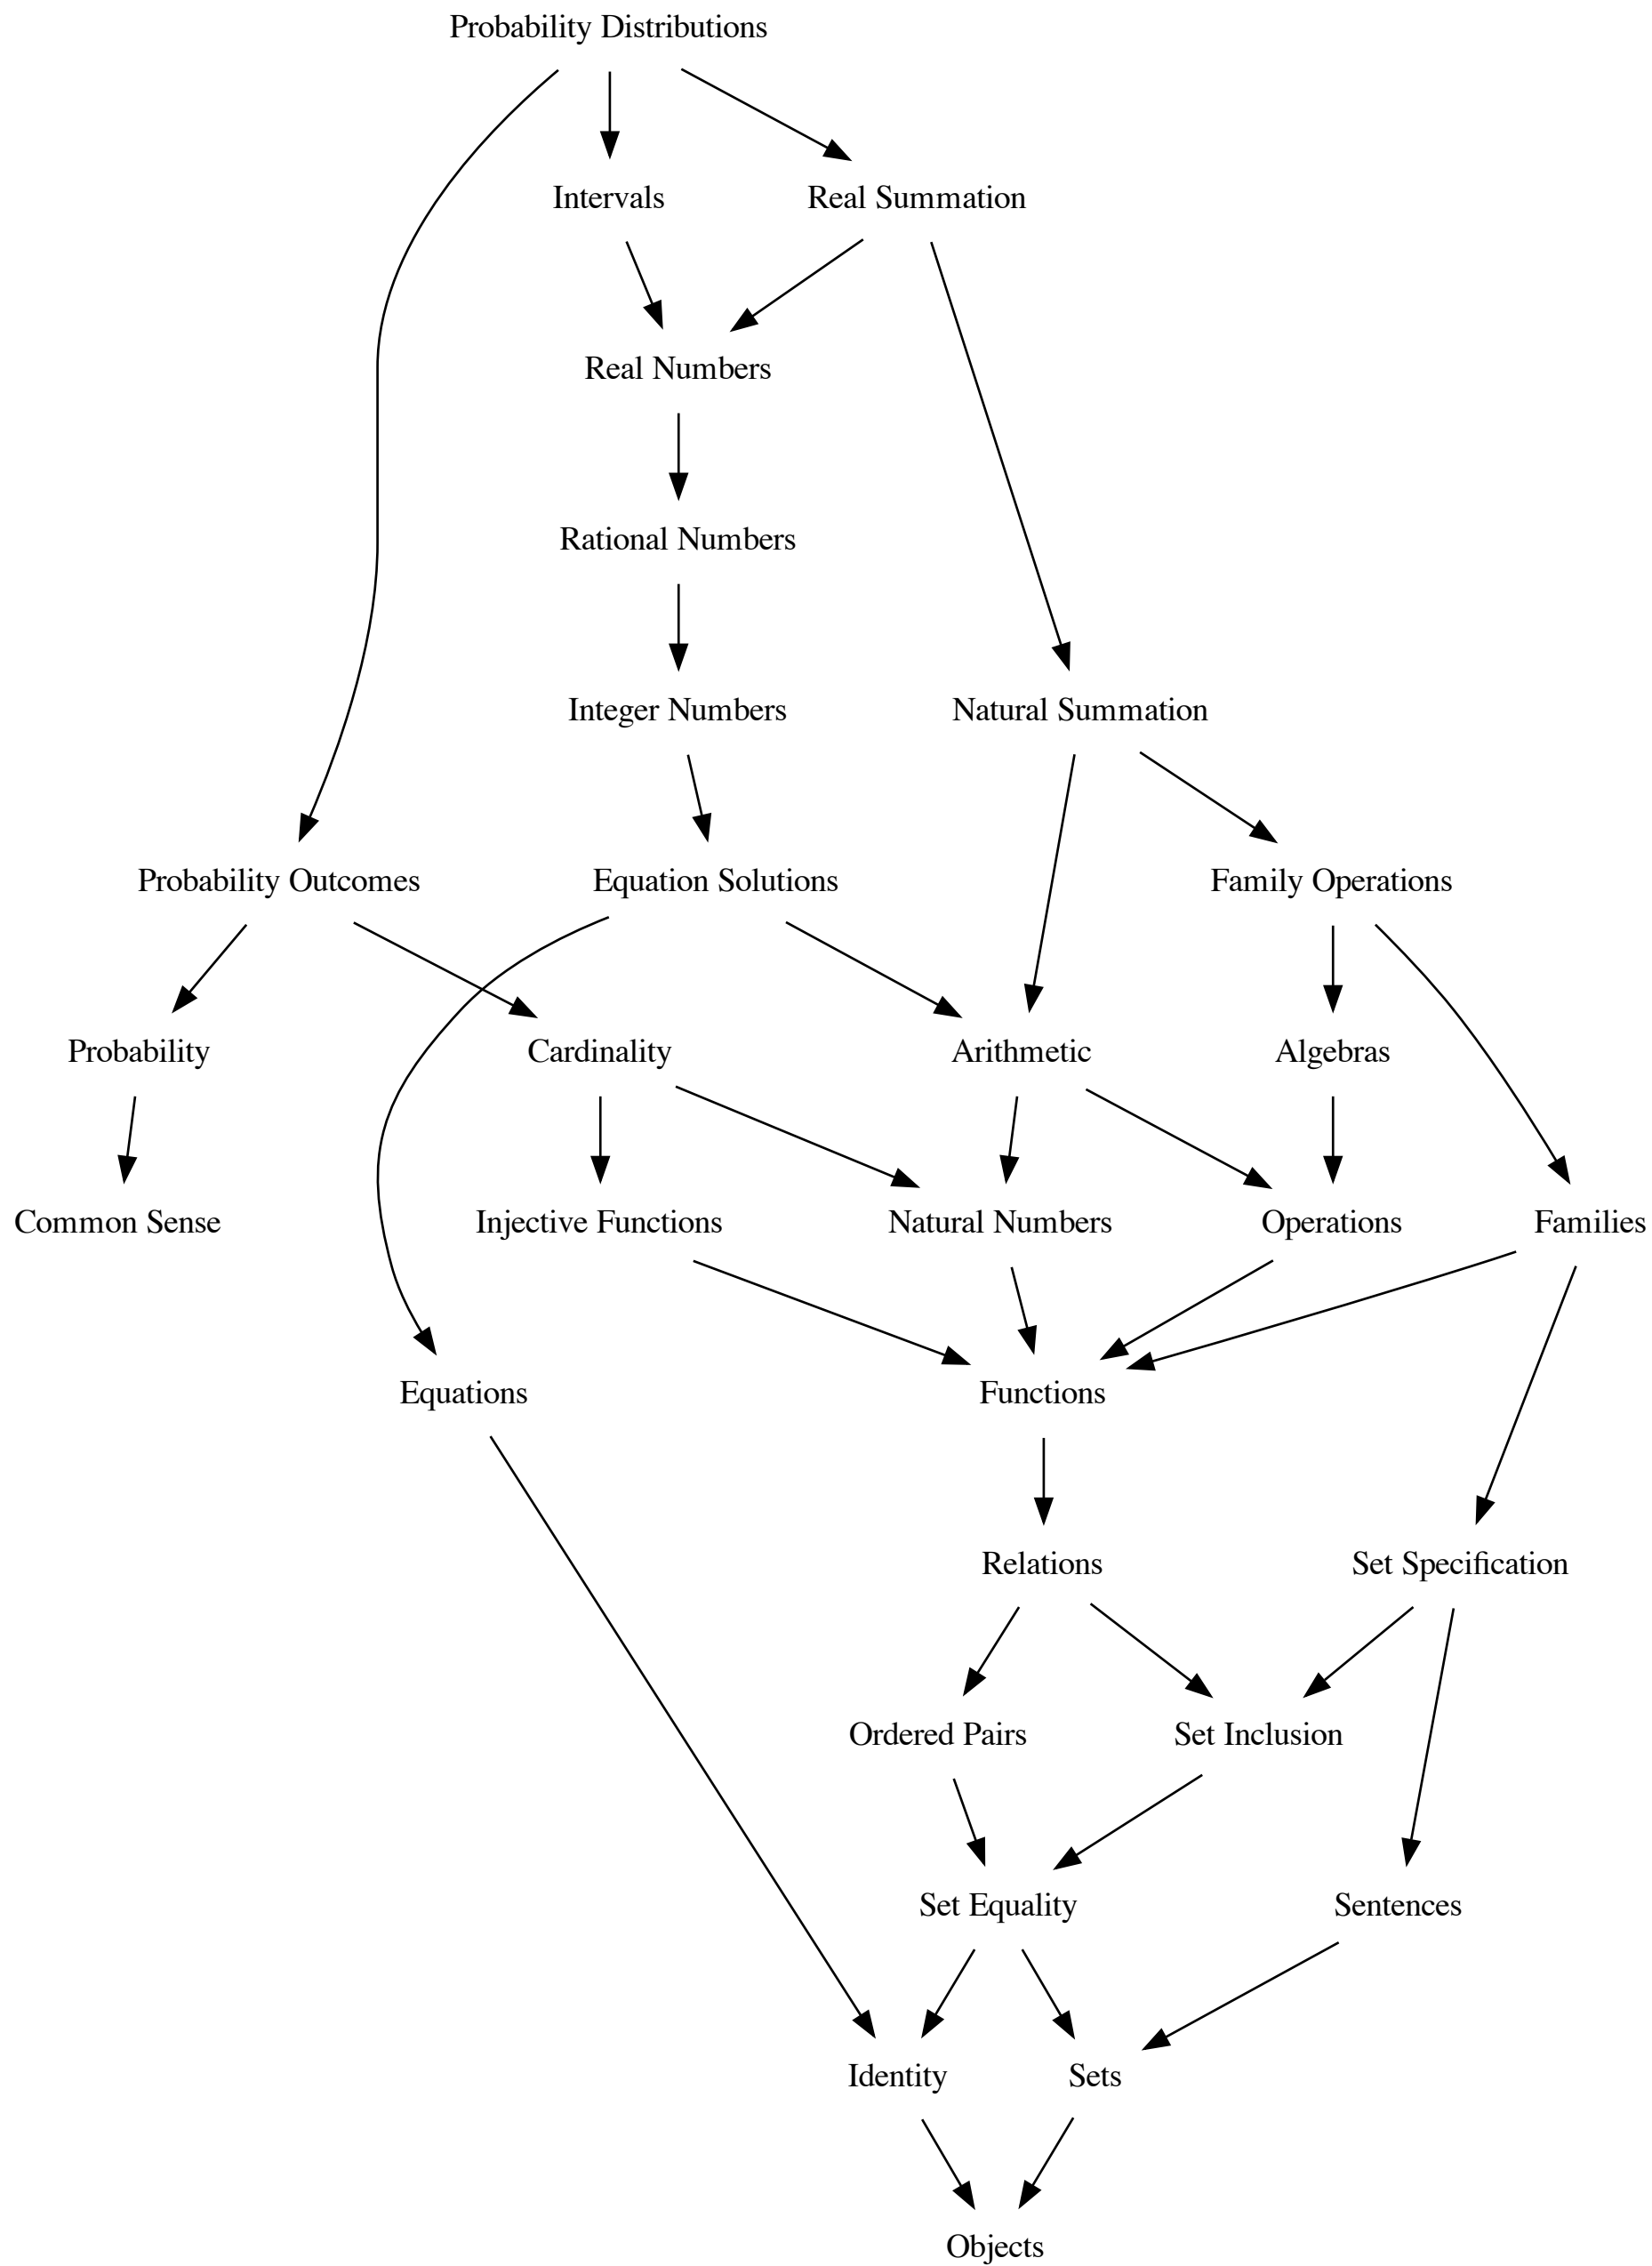 Probability Distributions
Intervals
Real Summation
Real Numbers
Rational Numbers
Integer Numbers
Natural Summation
Probability Outcomes
Equation Solutions
Family Operations
Probability
Cardinality
Arithmetic
Algebras
Common Sense
Injective Functions
Natural Numbers
Operations
Families
Equations
Functions
Relations
Set Specification
Ordered Pairs
Set Inclusion
Set Equality
Sentences
Identity
Sets
Objects